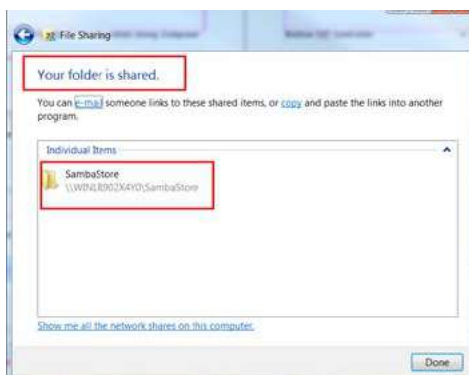 File Sharing
Your folder is shared.
You can e-mail someone links to these shared items, or copy and paste the links into another
program.
Individual Items
SambaStore
SambaStore
Show me all the network shares on this computer.
Done